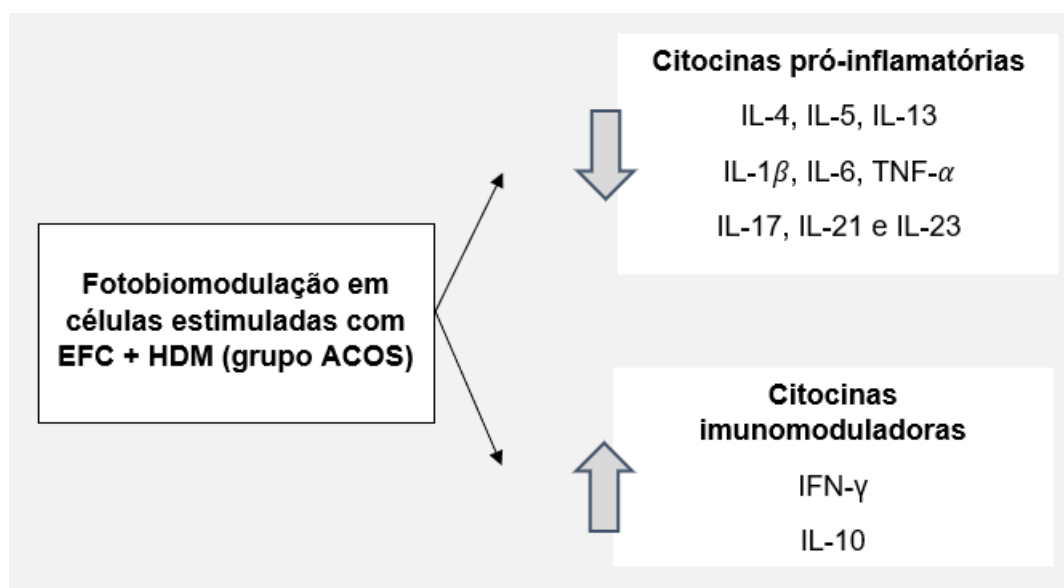 Citocinas pró-inflamatórias
IL-4, IL-5, IL-13
IL-1β, IL-6, TNF-α
IL-17, IL-21 e IL-23
Fotobiomodulação em
células estimuladas com
EFC + HDM (grupo ACOS)
Citocinas
imunomoduladoras
IFN-γ
IL-10